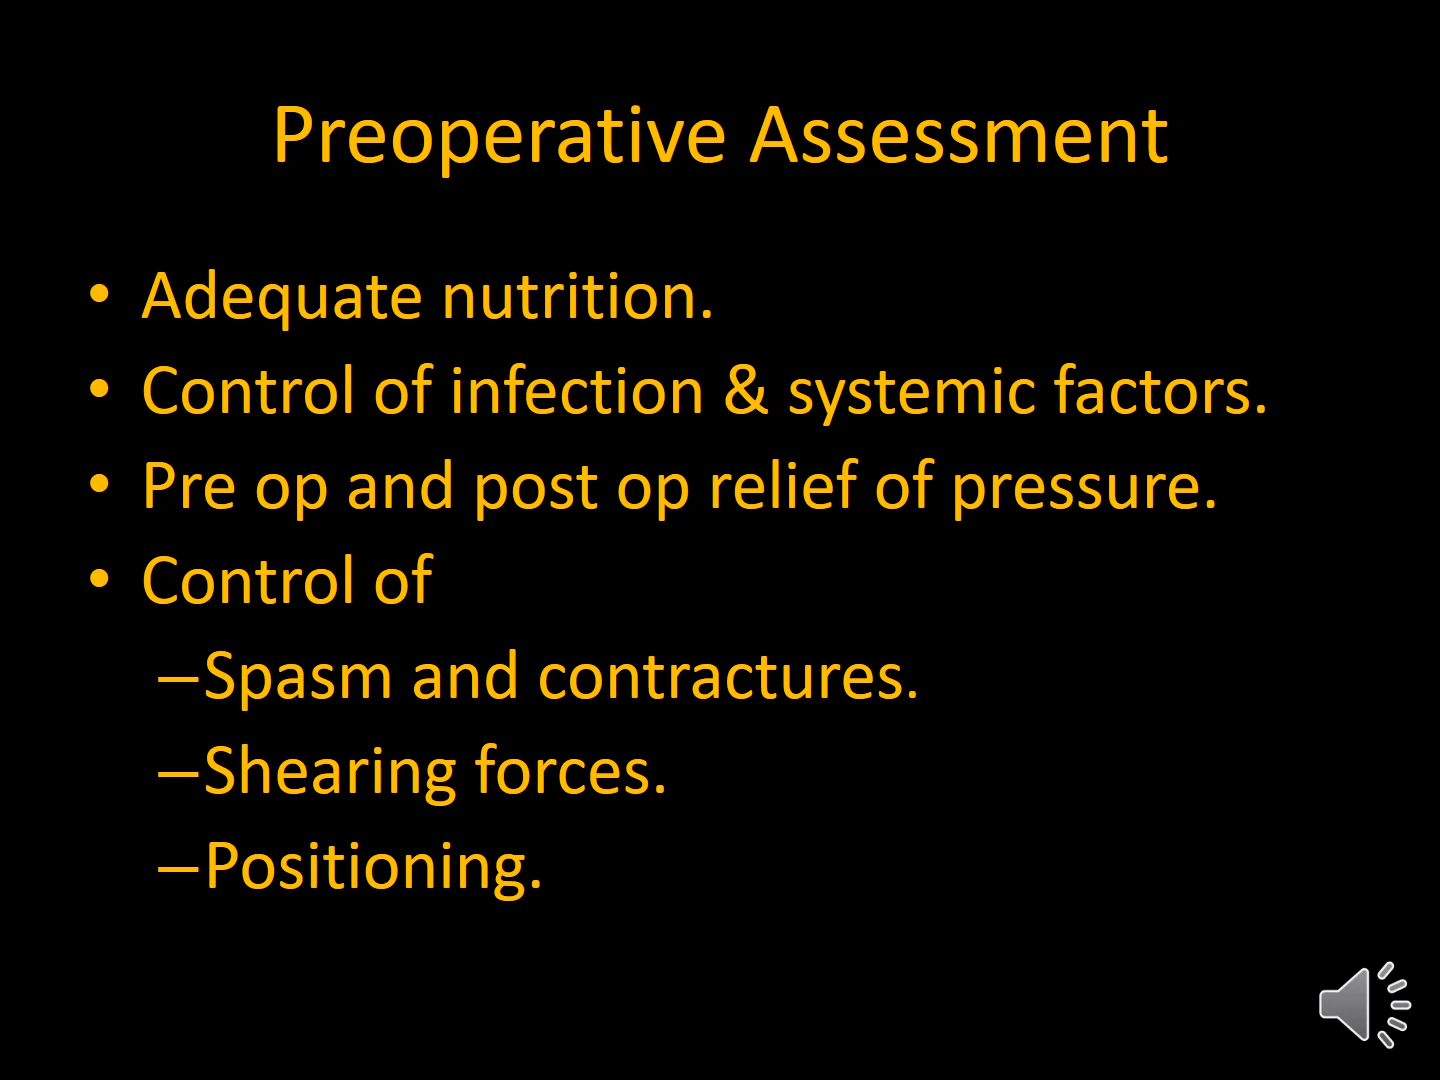 Preoperative Assessment
• Adequate nutrition.
• Control of infection & systemic factors.
• Pre op and post op relief of pressure.
• Control of
–Spasm and contractures.
–Shearing forces.
–Positioning.